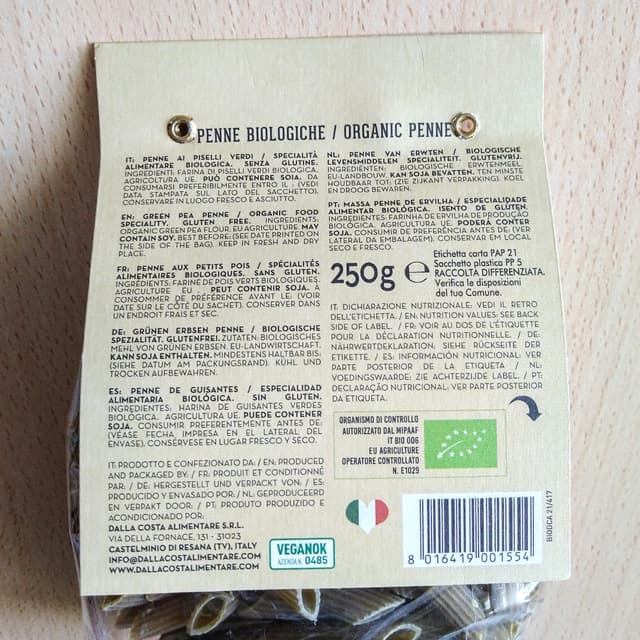 PENNE BIOLOGICHE / ORGANIC PENNE
IT: PENNE AI PISELLI VERDI / SPECIALITÀ
ALIMENTARE BIOLOGICA. SENZA GLUTINE.
INGREDIENTI: FARINA DI PISELLI VERDI BIOLOGICA.
AGRICOLTURA UE. PUÒ CONTENERE SOIA. DA
CONSUMARSI PREFERIBILMENTE ENTRO IL : (VEDI
DATA STAMPATA SUL LATO DEL SACCHETTO).
CONSERVARE IN LUOGO FRESCO E ASCIUTTO.
EN: GREEN PEA PENNE / ORGANIC FOOD
SPECIALITY. GLUTEN FREE. INGREDIENTS:
ORGANIC GREEN PEA FLOUR. EU AGRICULTURE. MAY
CONTAIN SOY. BEST BEFORE: (SEE DATE PRINTED ON
THE SIDE OF THE BAG). KEEP IN FRESH AND DRY
PLACE.
FR: PENNE AUX PETITS POIS / SPÉCIALITÉS
ALIMENTAIRES BIOLOGIQUES. SANS GLUTEN.
INGRÉDIENTS: FARINE DE POIS VERTS BIOLOGIQUES.
AGRICULTURE EU . PEUT CONTENIR SOJA. À
CONSOMMER DE PRÉFÉRENCE AVANT LE: (VOIR
DATE SUR LE CÔTÉ DU SACHET). CONSERVER DANS
UN ENDROIT FRAIS ET SEC.
DE: GRÜNEN ERBSEN PENNE / BIOLOGISCHE
SPEZIALITÄT. GLUTENFREI. ZUTATEN: BIOLOGISCHES
MEHL VON GRÜNEN ERBSEN. EU-LANDWIRTSCHAFT.
KANN SOJA ENTHALTEN. MINDESTENS HALTBAR BIS:
(SIEHE DATUM AM PACKUNGSRAND). KÜHL UND
TROCKEN AUFBEWAHREN.
ES: PENNE DE GUISANTES / ESPECIALIDAD
ALIMENTARIA BIOLÓGICA. SIN GLUTEN.
INGREDIENTES: HARINA DE GUISANTES VERDES
BIOLÓGICA. AGRICULTURA UE. PUEDE CONTENER
SOJA. CONSUMIR PREFERENTEMENTE ANTES DE:
(VÉASE FECHA, IMPRESA EN EL LATERAL DEL
ENVASE). CONSÉRVESE EN LUGAR FRESCO Y SECO.
IT: PRODOTTO E CONFEZIONATO DA: / EN: PRODUCED
AND PACKAGED BY: / FR: PRODUIT ET CONDITIONNÉ
PAR: / DE: HERGESTELLT UND VERPACKT VON: / ES:
PRODUCIDO Y ENVASADO POR: / NL: GEPRODUCEERD
EN VERPAKT DOOR: / PT: PRODUTO PRODUZIDO E
ACONDICIONADO POR:
DALLA COSTA ALIMENTARE S.R.L.
VIA DELLA FORNACE, 131 - 31023
CASTELMINIO DI RESANA (TV), ITALY
INFO@DALLACOSTALIMENTARE.COM
WWW.DALLACOSTALIMENTARE.COM
VEGANOK
AZIENDA N. 0485
NL: PENNE VAN ERWTEN / BIOLOGISCHE
LEVENSMIDDELEN SPECIALITEIT. GLUTENVRIJ.
INGREDIËNTEN: BIOLOGISCHE ERWTENMEEL.
EU-LANDBOUW. KAN SOJA BEVATTEN. TEN MINSTE
HOUDBAAR TOT: (ZIE ZIJKANT VERPAKKING). KOEL
EN DROOG BEWAREN.
PT: MASSA PENNE DE ERVILHA / ESPECIALIDADE
ALIMENTAR BIOLÓGICA. ISENTO DE GLÚTEN.
INGREDIENTES: FARINHA DE ERVILHA DE PRODUÇÃO
BIOLÓGICA. AGRICULTURA UE. PODERÁ CONTER
SOJA. CONSUMIR DE PREFERÊNCIA ANTES DE: (VER
LATERAL DA EMBALAGEM). CONSERVAR EM LOCAL
SECO E FRESCO.
250g ℮
Etichetta carta PAP 21
Sacchetto plastica PP 5
RACCOLTA DIFFERENZIATA.
Verifica le disposizioni
del tuo Comune.
IT: DICHIARAZIONE NUTRIZIONALE: VEDI IL RETRO
DELL'ETICHETTA. / EN: NUTRITION VALUES: SEE BACK
SIDE OF LABEL. / FR: VOIR AU DOS DE L'ÉTIQUETTE
POUR LA DÉCLARATION NUTRITIONNELLE. / DE:
NÄHRWERTDEKLARATION: SIEHE RÜCKSEITE DER
ETIKETTE. / ES: INFORMACIÓN NUTRICIONAL: VER
PARTE POSTERIOR DE LA ETIQUETA / NL:
VOEDINGSWAARDE: ZIE ACHTERZIJDE LABEL. / PT:
DECLARAÇÃO NUTRICIONAL: VER PARTE POSTERIOR
DA ETIQUETA.
ORGANISMO DI CONTROLLO
AUTORIZZATO DAL MIPAAF
IT BIO 006
EU AGRICULTURE
OPERATORE CONTROLLATO
N. E1029
8 016419 001554
BIODCA 21/417